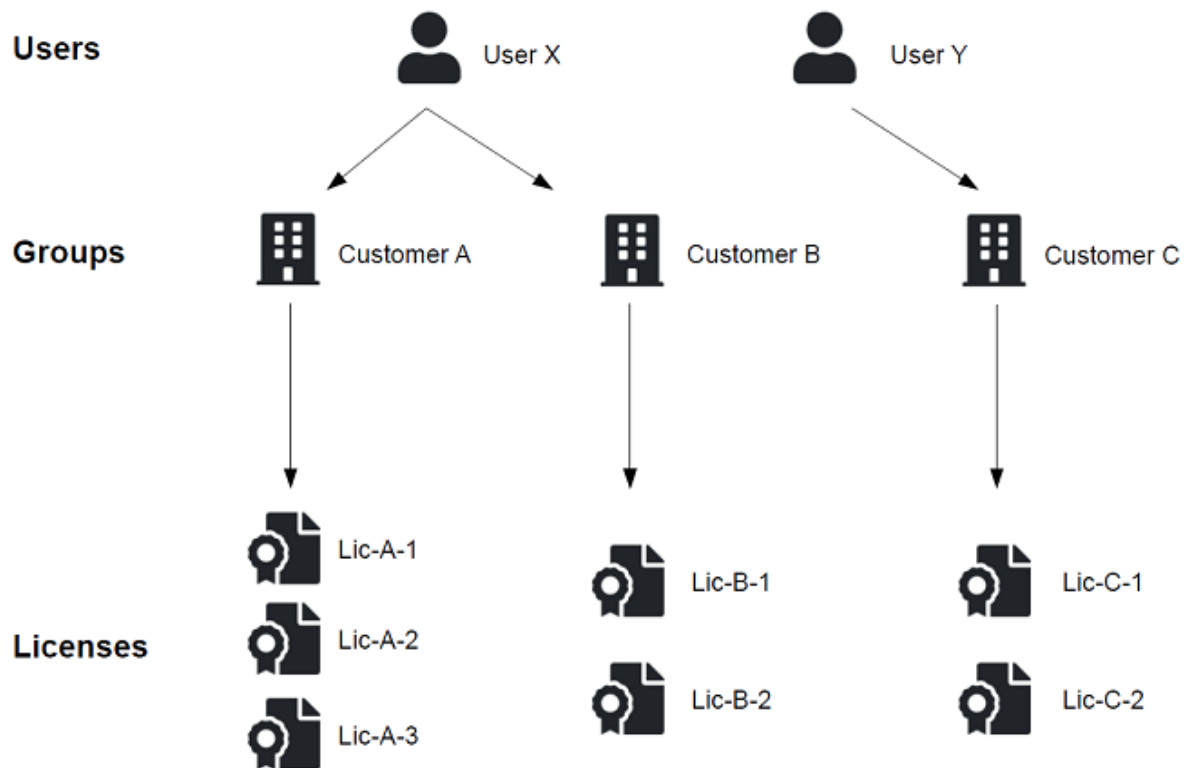 Users
User X
User Y
Groups
Customer A
Customer B
Customer C
Lic-A-1
Lic-B-1
Lic-C-1
Licenses
Lic-A-2
Lic-B-2
Lic-C-2
Lic-A-3